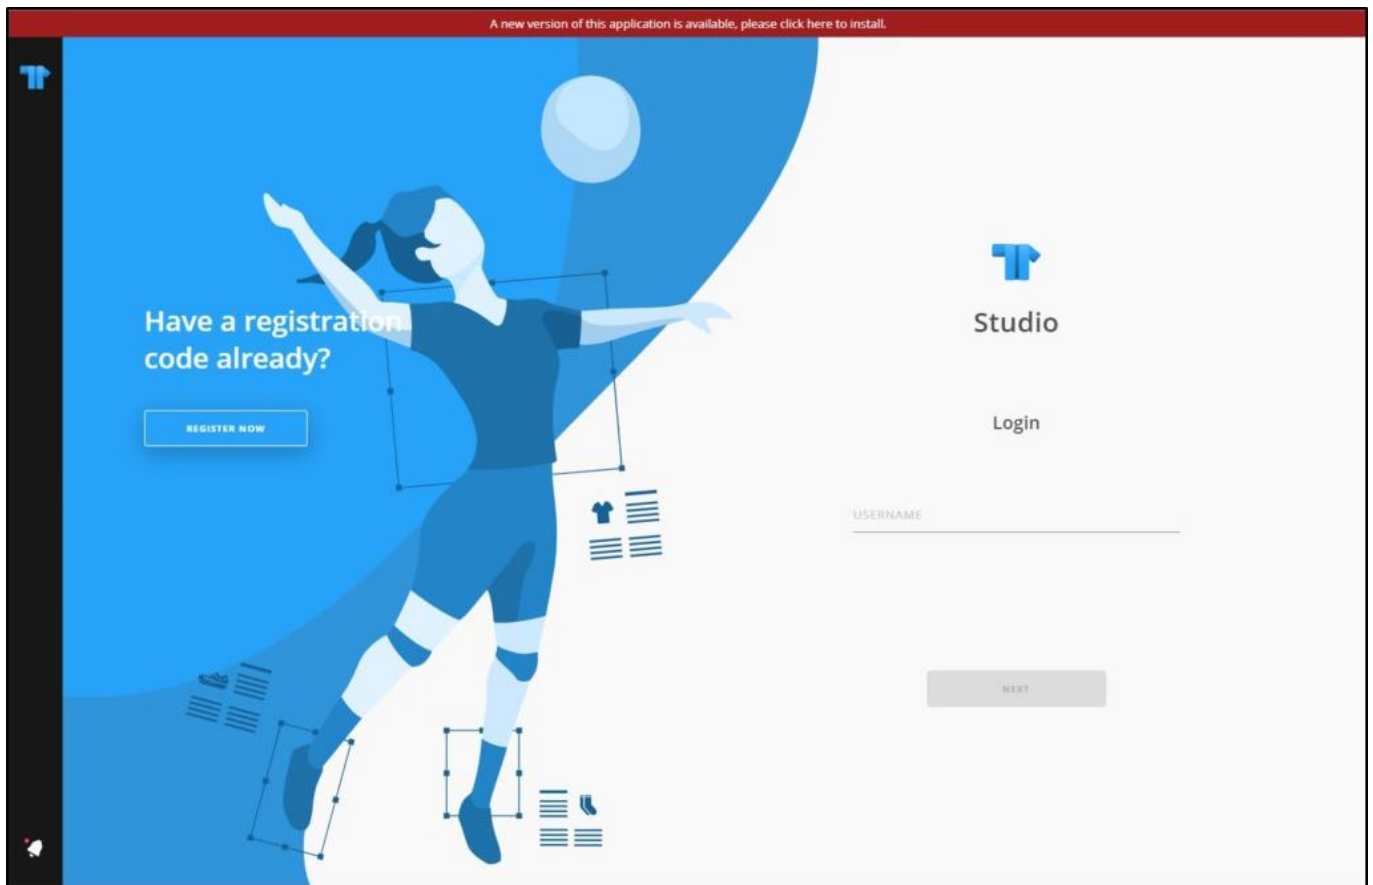 A new version of this application is available, please click here to install.
Have a registration
code already?
REGISTER NOW
Studio
Login
USERNAME
NEXT